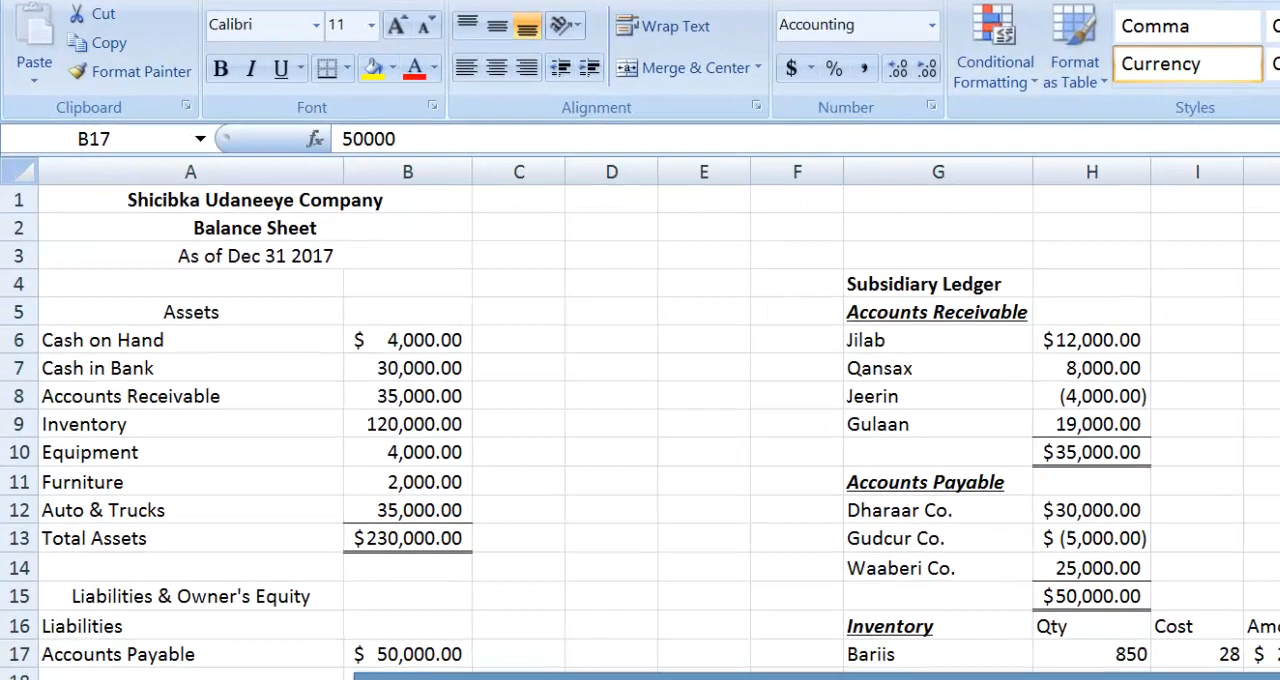 Cut
Copy
Format Painter
Paste
Clipboard
Calibri 11 A A
B I U A
Font
Wrap Text
Merge & Center
Alignment
Accounting
$ % , .00 .00
Number
Conditional Formatting
Format as Table
Comma
Currency
Styles
B17 fx 50000
A B C D E F G H I
1 Shicibka Udaneeye Company
2 Balance Sheet
3 As of Dec 31 2017
4 Subsidiary Ledger
5 Assets Accounts Receivable
6 Cash on Hand $ 4,000.00 Jilab $12,000.00
7 Cash in Bank 30,000.00 Qansax 8,000.00
8 Accounts Receivable 35,000.00 Jeerin (4,000.00)
9 Inventory 120,000.00 Gulaan 19,000.00
10 Equipment 4,000.00 $35,000.00
11 Furniture 2,000.00 Accounts Payable
12 Auto & Trucks 35,000.00 Dharaar Co. $30,000.00
13 Total Assets $230,000.00 Gudcur Co. $ (5,000.00)
14 Waaberi Co. 25,000.00
15 Liabilities & Owner's Equity $50,000.00
16 Liabilities Inventory Qty Cost
17 Accounts Payable $ 50,000.00 Bariis 850 28 $